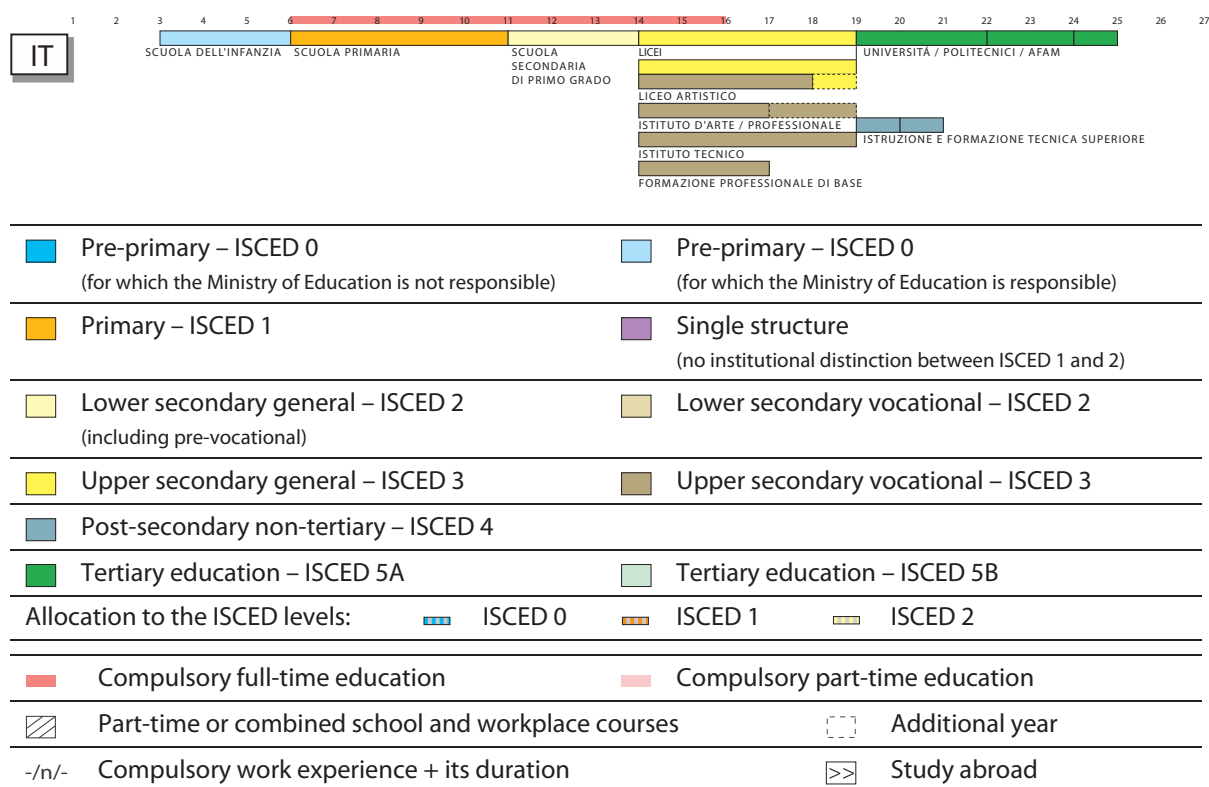 1 2 3 4 5 6 7 8 9 10 11 12 13 14 15 16 17 18 19 20 21 22 23 24 25 26 27
IT
SCUOLA DELL'INFANZIA SCUOLA PRIMARIA SCUOLA LICEI UNIVERSITÁ / POLITECNICI / AFAM
SECONDARIA
DI PRIMO GRADO
LICEO ARTISTICO
ISTITUTO D'ARTE / PROFESSIONALE
ISTRUZIONE E FORMAZIONE TECNICA SUPERIORE
ISTITUTO TECNICO
FORMAZIONE PROFESSIONALE DI BASE
Pre-primary – ISCED 0
(for which the Ministry of Education is not responsible)
Pre-primary – ISCED 0
(for which the Ministry of Education is responsible)
Primary – ISCED 1
Single structure
(no institutional distinction between ISCED 1 and 2)
Lower secondary general – ISCED 2
(including pre-vocational)
Lower secondary vocational – ISCED 2
Upper secondary general – ISCED 3
Upper secondary vocational – ISCED 3
Post-secondary non-tertiary – ISCED 4
Tertiary education – ISCED 5A
Tertiary education – ISCED 5B
Allocation to the ISCED levels: ISCED 0 ISCED 1 ISCED 2
Compulsory full-time education
Compulsory part-time education
Part-time or combined school and workplace courses
Additional year
-/n/- Compulsory work experience + its duration
>> Study abroad